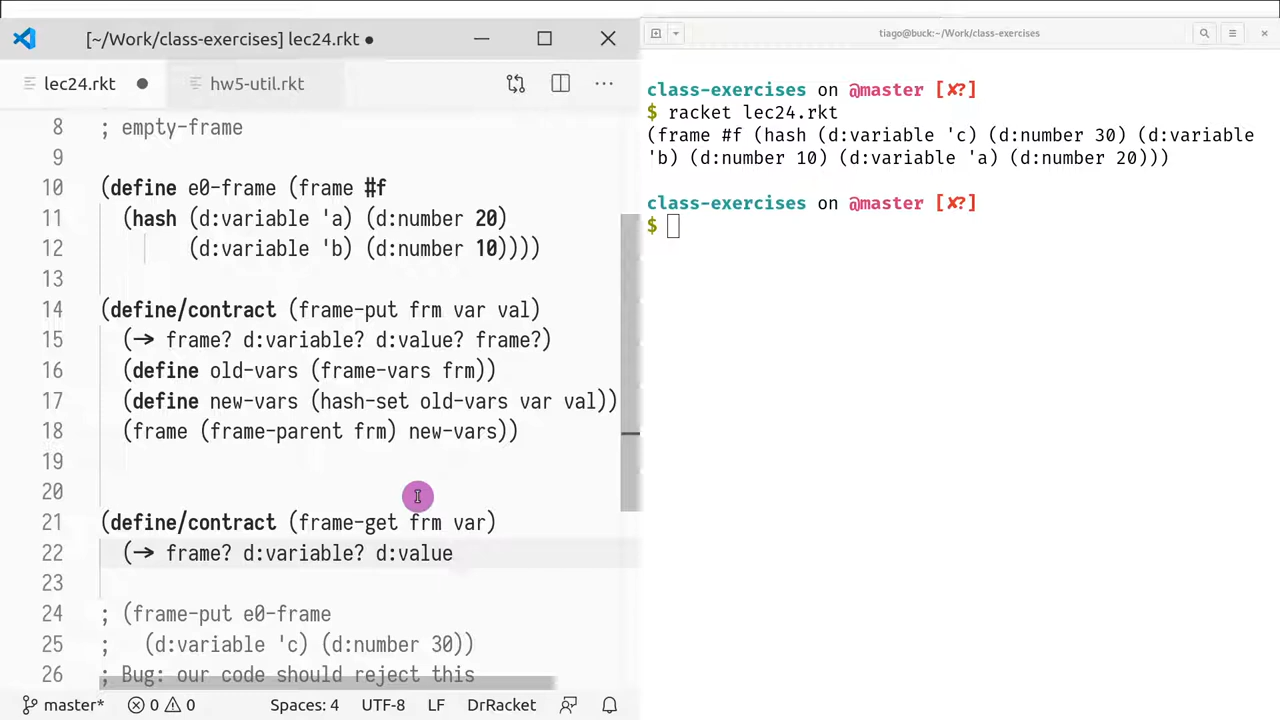 [~/Work/class-exercises] lec24.rkt ●
lec24.rkt ●
hw5-util.rkt
8 ; empty-frame
9
10 (define e0-frame (frame #f
11 (hash (d:variable 'a) (d:number 20)
12 (d:variable 'b) (d:number 10))))
13
14 (define/contract (frame-put frm var val)
15 (-> frame? d:variable? d:value? frame?)
16 (define old-vars (frame-vars frm))
17 (define new-vars (hash-set old-vars var val))
18 (frame (frame-parent frm) new-vars))
19
20
21 (define/contract (frame-get frm var)
22 (-> frame? d:variable? d:value
23
24 ; (frame-put e0-frame
25 ; (d:variable 'c) (d:number 30))
26 ; Bug: our code should reject this
master* 0 0 Spaces: 4 UTF-8 LF DrRacket
tiago@buck:~/Work/class-exercises
class-exercises on @master [✘?]
$ racket lec24.rkt
(frame #f (hash (d:variable 'c) (d:number 30) (d:variable
'b) (d:number 10) (d:variable 'a) (d:number 20)))
class-exercises on @master [✘?]
$